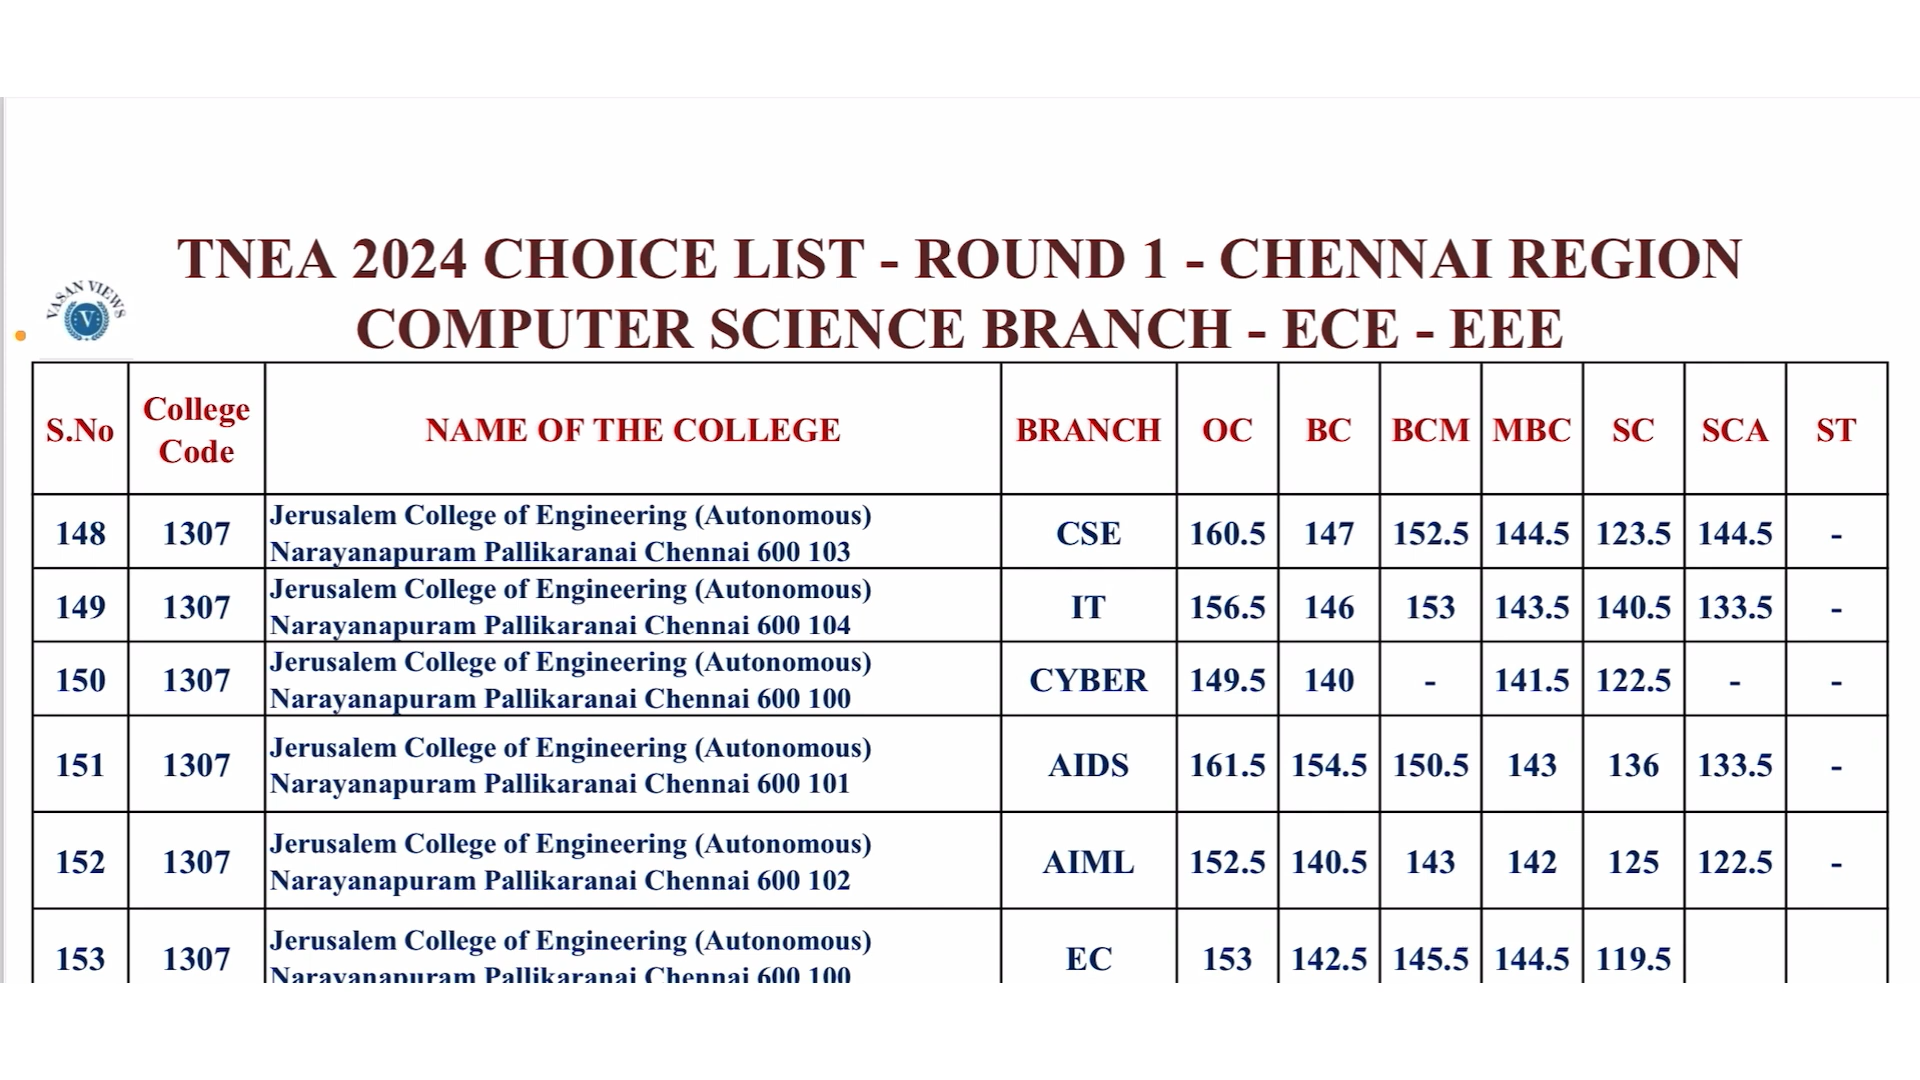 TNEA 2024 CHOICE LIST - ROUND 1 - CHENNAI REGION
COMPUTER SCIENCE BRANCH - ECE - EEE
VASAN VIEWS
V
S.No College Code NAME OF THE COLLEGE BRANCH OC BC BCM MBC SC SCA ST
148 1307 Jerusalem College of Engineering (Autonomous) CSE 160.5 147 152.5 144.5 123.5 144.5 -
Narayanapuram Pallikaranai Chennai 600 103
149 1307 Jerusalem College of Engineering (Autonomous) IT 156.5 146 153 143.5 140.5 133.5 -
Narayanapuram Pallikaranai Chennai 600 104
150 1307 Jerusalem College of Engineering (Autonomous) CYBER 149.5 140 - 141.5 122.5 - -
Narayanapuram Pallikaranai Chennai 600 100
151 1307 Jerusalem College of Engineering (Autonomous) AIDS 161.5 154.5 150.5 143 136 133.5 -
Narayanapuram Pallikaranai Chennai 600 101
152 1307 Jerusalem College of Engineering (Autonomous) AIML 152.5 140.5 143 142 125 122.5 -
Narayanapuram Pallikaranai Chennai 600 102
153 1307 Jerusalem College of Engineering (Autonomous) EC 153 142.5 145.5 144.5 119.5
Narayanapuram Pallikaranai Chennai 600 100